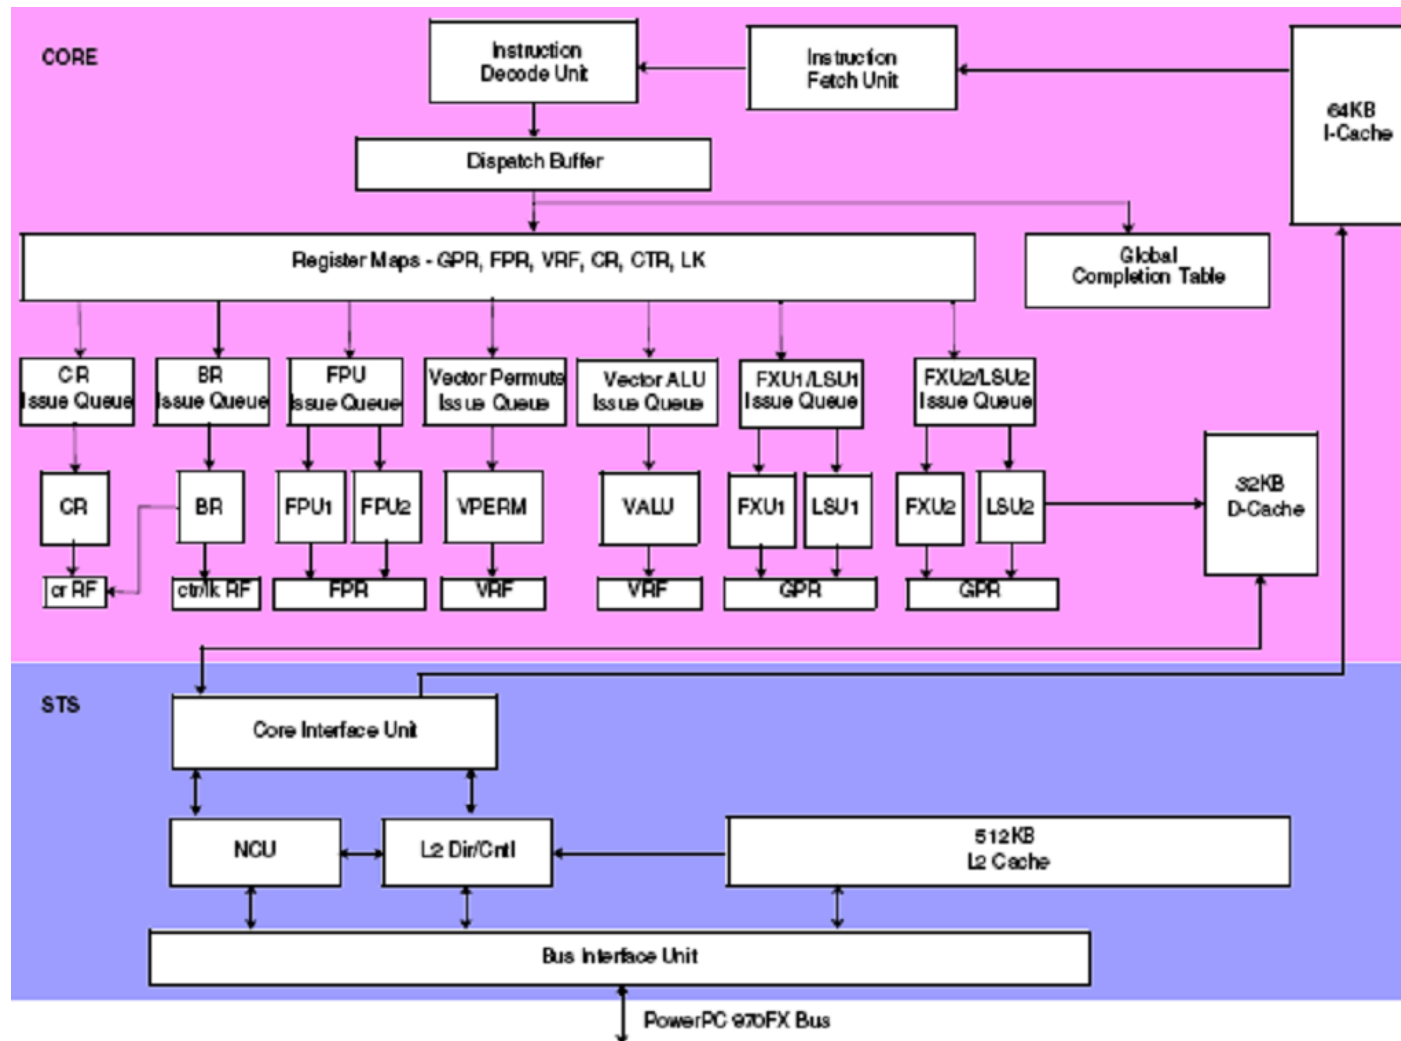 CORE
Instruction
Decode Unit
Instruction
Fetch Unit
64KB
I-Cache
Dispatch Buffer
Register Maps - GPR, FPR, VRF, CR, CTR, LK
Global
Completion Table
CR
Issue Queue
BR
Issue Queue
FPU
Issue Queue
Vector Permute
Issue Queue
Vector ALU
Issue Queue
FXU1/LSU1
Issue Queue
FXU2/LSU2
Issue Queue
32KB
D-Cache
CR
BR
FPU1
FPU2
VPERM
VALU
FXU1
LSU1
FXU2
LSU2
cr RF
ctr/lk RF
FPR
VRF
VRF
GPR
GPR
STS
Core Interface Unit
NCU
L2 Dir/Cntl
512KB
L2 Cache
Bus Interface Unit
PowerPC 970FX Bus